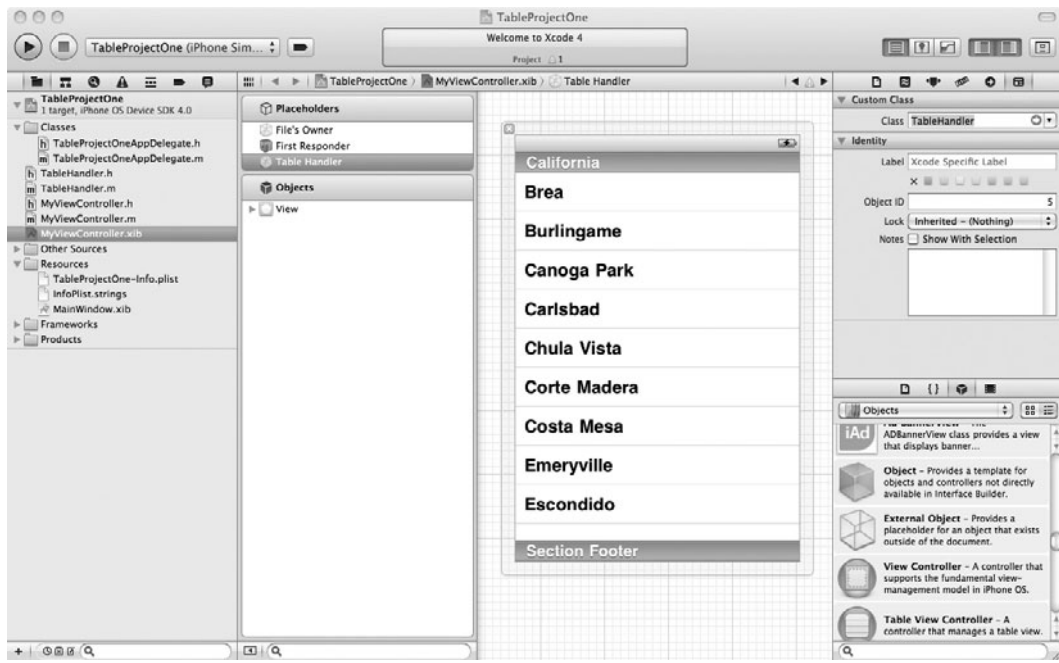 TableProjectOne
TableProjectOne (iPhone Sim...
Welcome to Xcode 4
Project 1
TableProjectOne
1 target, iPhone OS Device SDK 4.0
Classes
TableProjectOneAppDelegate.h
TableProjectOneAppDelegate.m
TableHandler.h
TableHandler.m
MyViewController.h
MyViewController.m
MyViewController.xib
Other Sources
Resources
TableProjectOne-Info.plist
InfoPlist.strings
MainWindow.xib
Frameworks
Products
TableProjectOne
MyViewController.xib
Table Handler
Placeholders
File's Owner
First Responder
Table Handler
Objects
View
California
Brea
Burlingame
Canoga Park
Carlsbad
Chula Vista
Corte Madera
Costa Mesa
Emeryville
Escondido
Section Footer
Custom Class
Class TableHandler
Identity
Label Xcode Specific Label
Object ID 5
Lock Inherited - (Nothing)
Notes Show With Selection
Objects
iAd
ADBannerView class provides a view
that displays banner...
Object - Provides a template for
objects and controllers not directly
available in Interface Builder.
External Object - Provides a
placeholder for an object that exists
outside of the document.
View Controller - A controller that
supports the fundamental view-
management model in iPhone OS.
Table View Controller - A
controller that manages a table view.